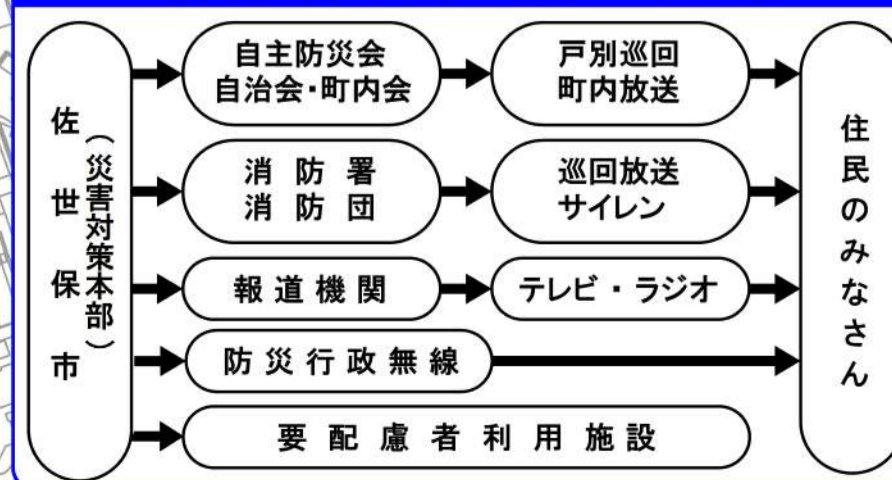 佐世保市
（災害対策本部）
自主防災会
自治会・町内会
戸別巡回
町内放送
消防署
消防団
巡回放送
サイレン
報道機関
テレビ・ラジオ
防災行政無線
要配慮者利用施設
住民のみなさん